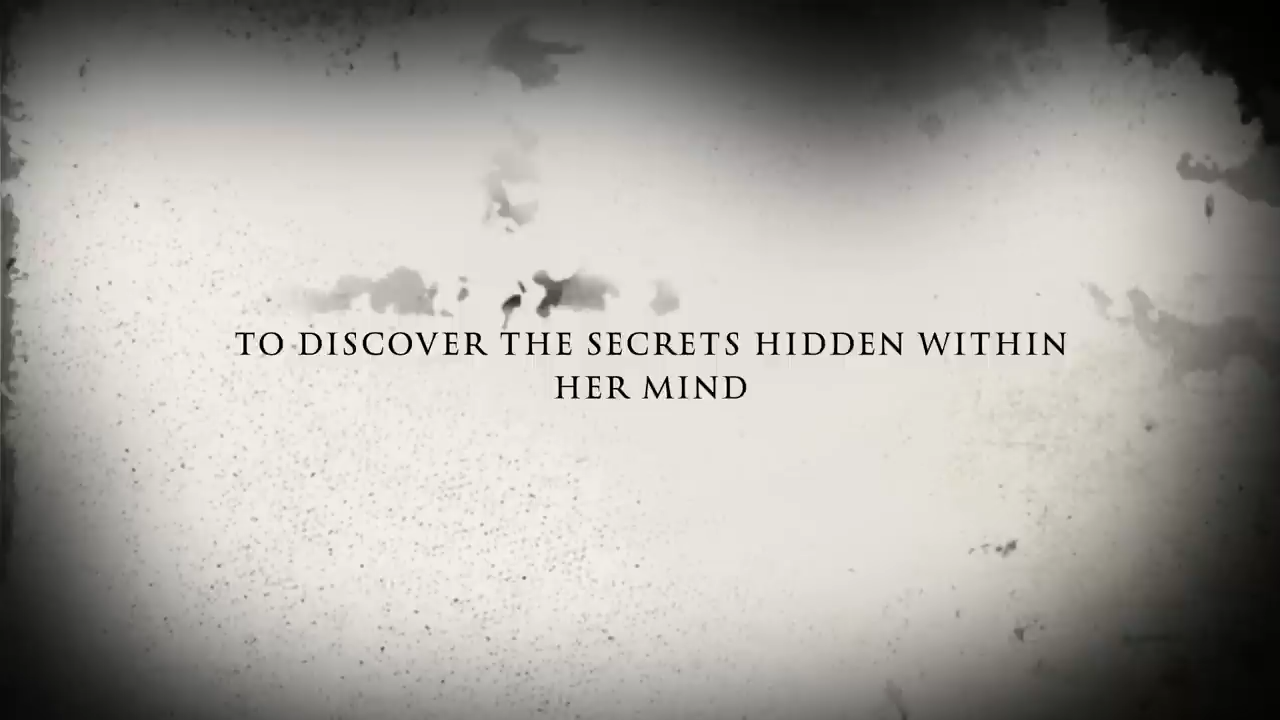 TO DISCOVER THE SECRETS HIDDEN WITHIN
HER MIND